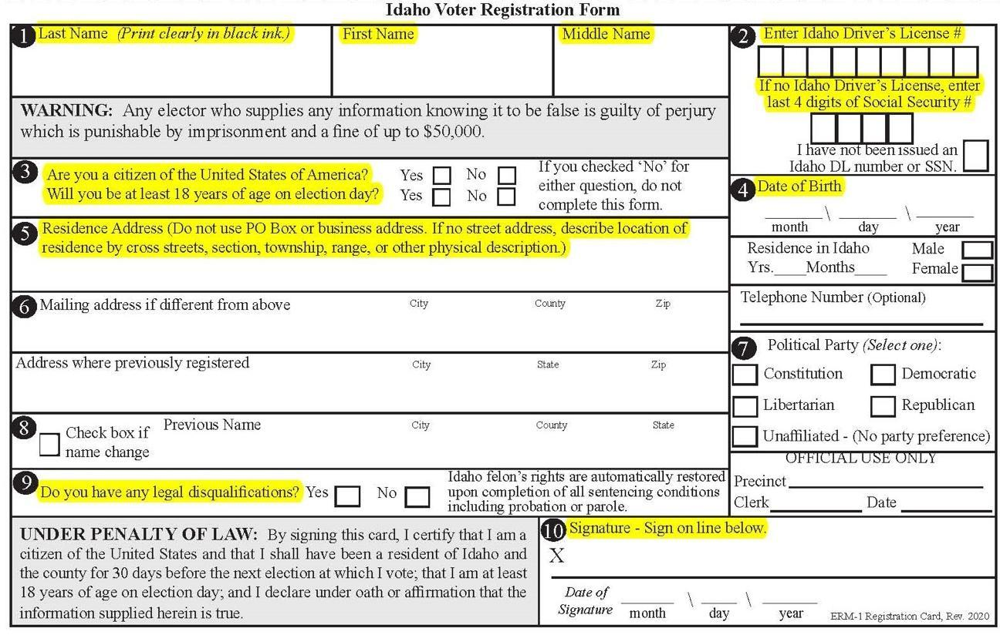 Idaho Voter Registration Form
1 Last Name (Print clearly in black ink.)
First Name
Middle Name
WARNING: Any elector who supplies any information knowing it to be false is guilty of perjury
which is punishable by imprisonment and a fine of up to $50,000.
2 Enter Idaho Driver's License #
If no Idaho Driver's License, enter
last 4 digits of Social Security #
I have not been issued an
Idaho DL number or SSN.
3 Are you a citizen of the United States of America? Yes No
Will you be at least 18 years of age on election day? Yes No
If you checked 'No' for
either question, do not
complete this form.
4 Date of Birth
\ \
month day year
Residence in Idaho
Yrs.____Months____
Male
Female
Telephone Number (Optional)
5 Residence Address (Do not use PO Box or business address. If no street address, describe location of
residence by cross streets, section, township, range, or other physical description.)
6 Mailing address if different from above City County Zip
Address where previously registered City State Zip
7 Political Party (Select one):
Constitution Democratic
Libertarian Republican
Unaffiliated - (No party preference)
8 Check box if
name change
Previous Name City County State
OFFICIAL USE ONLY
Precinct
Clerk Date
9 Do you have any legal disqualifications? Yes No
Idaho felon's rights are automatically restored
upon completion of all sentencing conditions
including probation or parole.
UNDER PENALTY OF LAW: By signing this card, I certify that I am a
citizen of the United States and that I shall have been a resident of Idaho and
the county for 30 days before the next election at which I vote; that I am at least
18 years of age on election day; and I declare under oath or affirmation that the
information supplied herein is true.
10 Signature - Sign on line below.
X
Date of
Signature
\ \
month day year
ERM-1 Registration Card, Rev. 2020